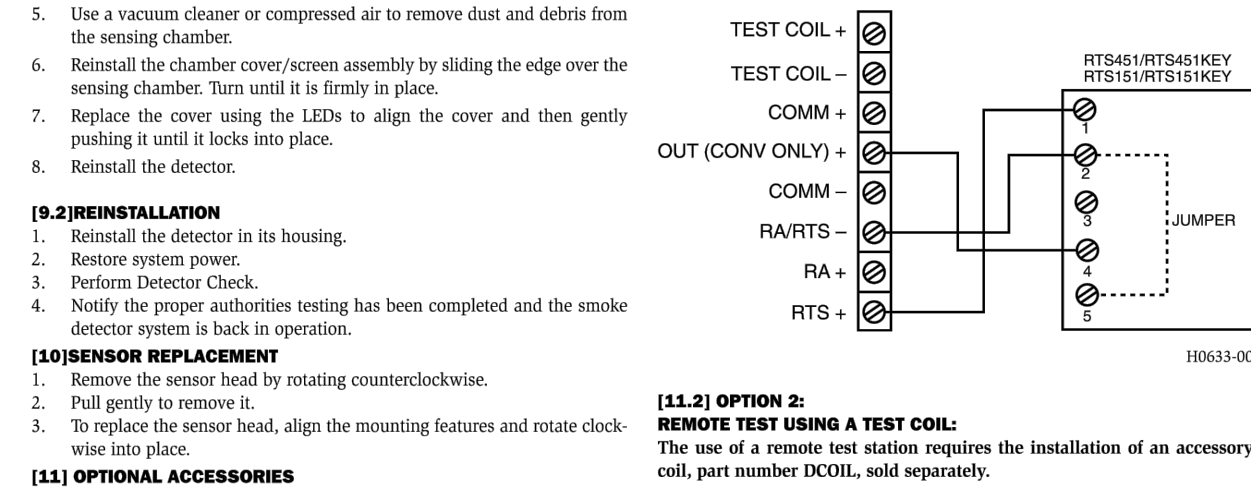 5. Use a vacuum cleaner or compressed air to remove dust and debris from
the sensing chamber.
6. Reinstall the chamber cover/screen assembly by sliding the edge over the
sensing chamber. Turn until it is firmly in place.
7. Replace the cover using the LEDs to align the cover and then gently
pushing it until it locks into place.
8. Reinstall the detector.
[9.2]REINSTALLATION
1. Reinstall the detector in its housing.
2. Restore system power.
3. Perform Detector Check.
4. Notify the proper authorities testing has been completed and the smoke
detector system is back in operation.
[10]SENSOR REPLACEMENT
1. Remove the sensor head by rotating counterclockwise.
2. Pull gently to remove it.
3. To replace the sensor head, align the mounting features and rotate clock-
wise into place.
[11] OPTIONAL ACCESSORIES
TEST COIL +
TEST COIL –
COMM +
OUT (CONV ONLY) +
COMM –
RA/RTS –
RA +
RTS +
RTS451/RTS451KEY
RTS151/RTS151KEY
1
2
3
4
5
JUMPER
H0633-00
[11.2] OPTION 2:
REMOTE TEST USING A TEST COIL:
The use of a remote test station requires the installation of an accessory
coil, part number DCOIL, sold separately.